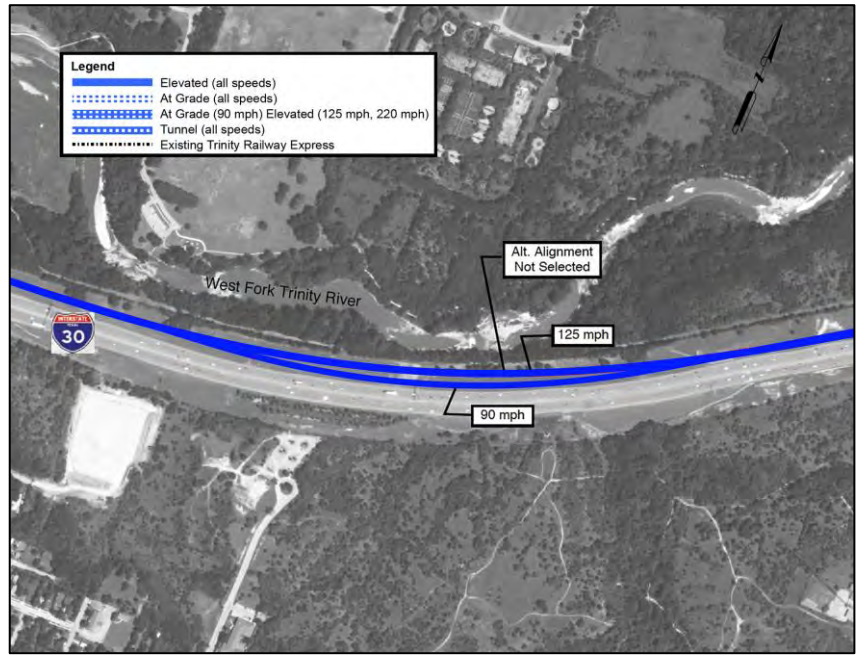 Legend
Elevated (all speeds)
At Grade (all speeds)
At Grade (90 mph) Elevated (125 mph, 220 mph)
Tunnel (all speeds)
Existing Trinity Railway Express
N
Alt. Alignment
Not Selected
West Fork Trinity River
INTERSTATE
TEXAS
30
125 mph
90 mph